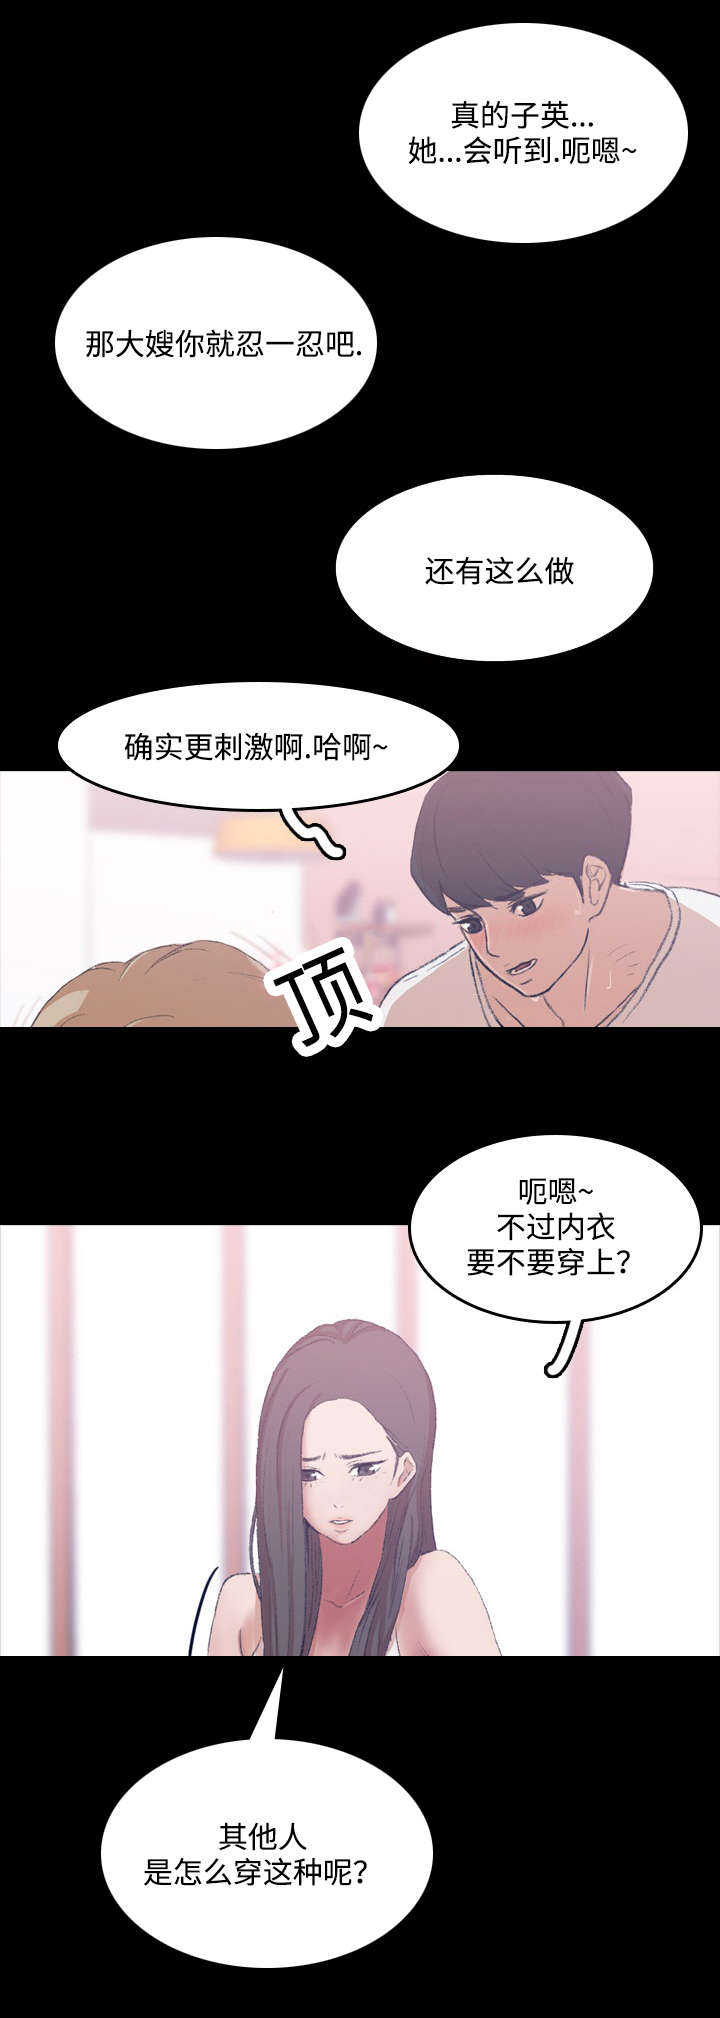 真的子英...
她...会听到.呃嗯~
那大嫂你就忍一忍吧.
还有这么做
确实更刺激啊.哈啊~
顶
呃嗯~
不过内衣
要不要穿上?
其他人
是怎么穿这种呢?